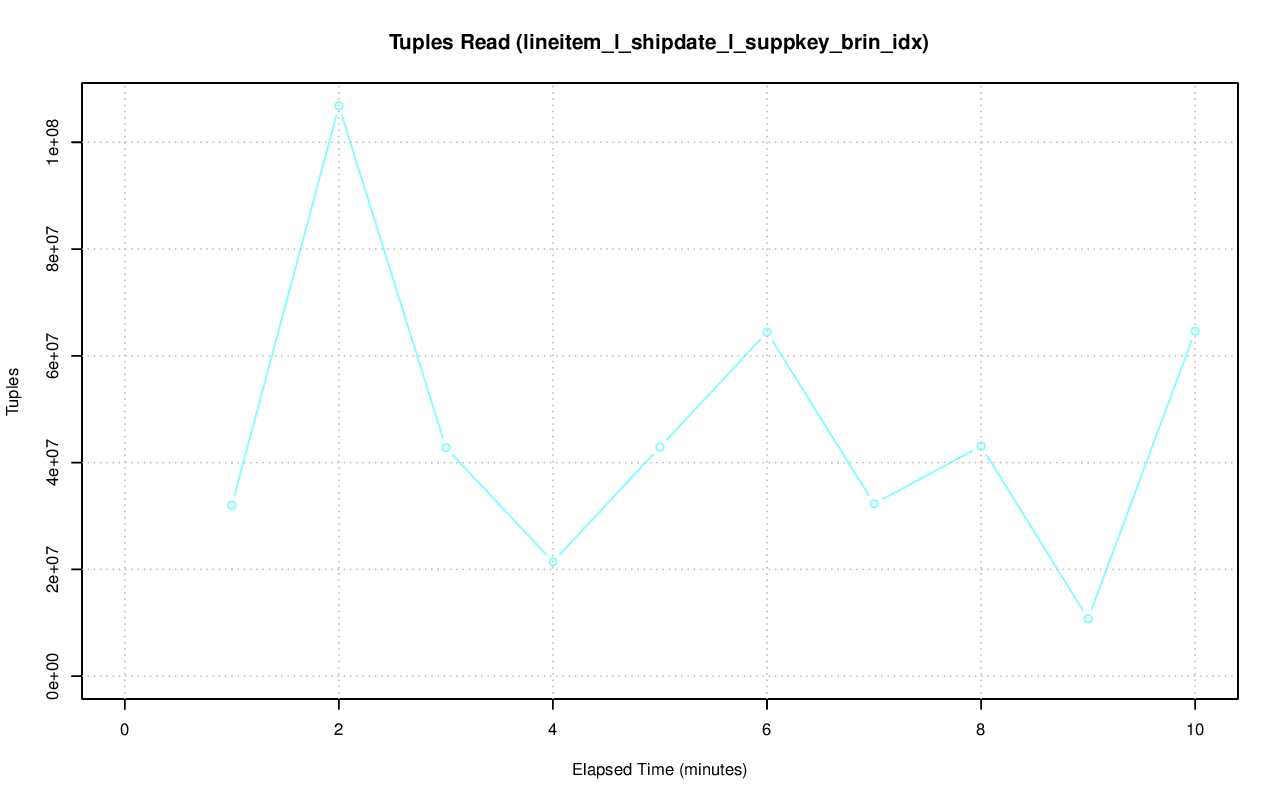 Tuples Read (lineitem_l_shipdate_l_suppkey_brin_idx)
1e+08
8e+07
6e+07
4e+07
2e+07
0e+00
Tuples
0 2 4 6 8 10
Elapsed Time (minutes)